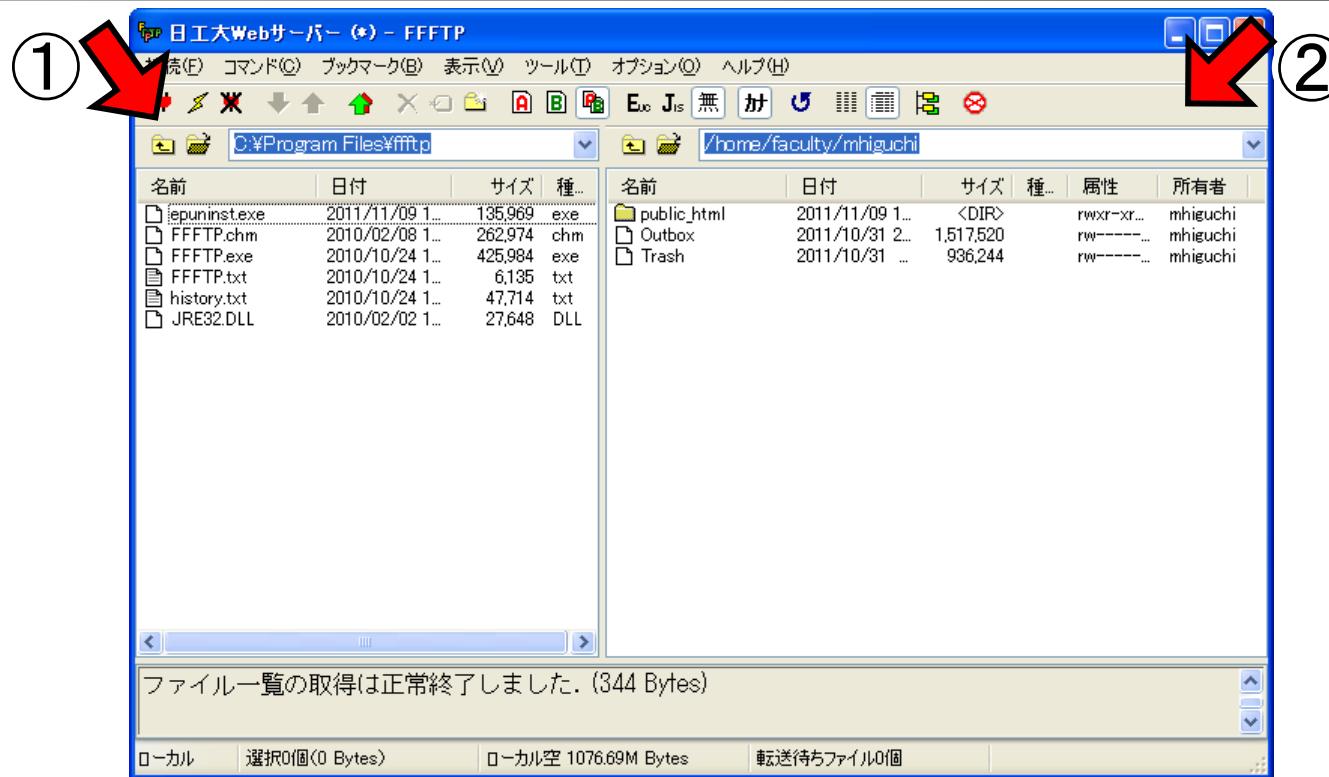 ①
②
日工大Webサーバー (*) - FFFTP
続(F) コマンド(C) ブックマーク(B) 表示(V) ツール(T) オプション(O) ヘルプ(H)
A B Euc JIS 無 カナ
C:¥Program Files¥ffftp
/home/faculty/mhiguchi
名前 日付 サイズ 種...
epuninst.exe 2011/11/09 1... 135,969 exe
FFFTP.chm 2010/02/08 1... 262,974 chm
FFFTP.exe 2010/10/24 1... 425,984 exe
FFFTP.txt 2010/10/24 1... 6,135 txt
history.txt 2010/10/24 1... 47,714 txt
JRE32.DLL 2010/02/02 1... 27,648 DLL
名前 日付 サイズ 種... 属性 所有者
public_html 2011/11/09 1... <DIR> rwxr-xr... mhiguchi
Outbox 2011/10/31 2... 1,517,520 rw-----... mhiguchi
Trash 2011/10/31 ... 936,244 rw-----... mhiguchi
ファイル一覧の取得は正常終了しました. (344 Bytes)
ローカル 選択0個(0 Bytes) ローカル空 1076.69M Bytes 転送待ちファイル0個